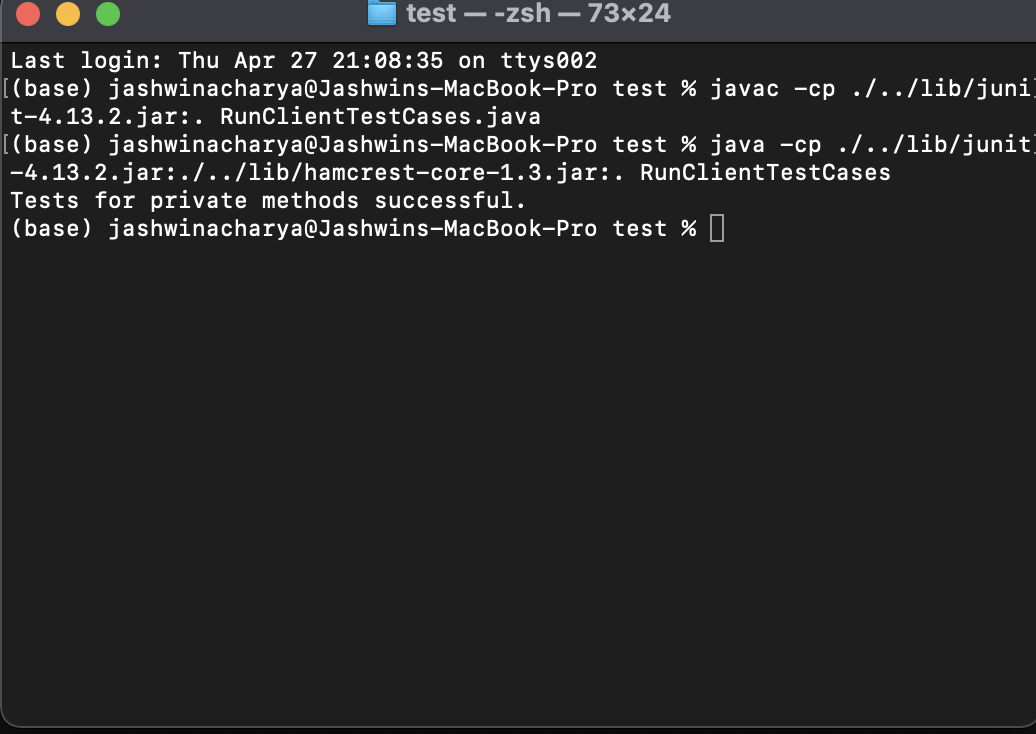 test — -zsh — 73×24
Last login: Thu Apr 27 21:08:35 on ttys002
[(base) jashwinacharya@Jashwins-MacBook-Pro test % javac -cp ./../lib/juni]
t-4.13.2.jar:. RunClientTestCases.java
[(base) jashwinacharya@Jashwins-MacBook-Pro test % java -cp ./../lib/junit]
-4.13.2.jar:./../lib/hamcrest-core-1.3.jar:. RunClientTestCases
Tests for private methods successful.
(base) jashwinacharya@Jashwins-MacBook-Pro test %